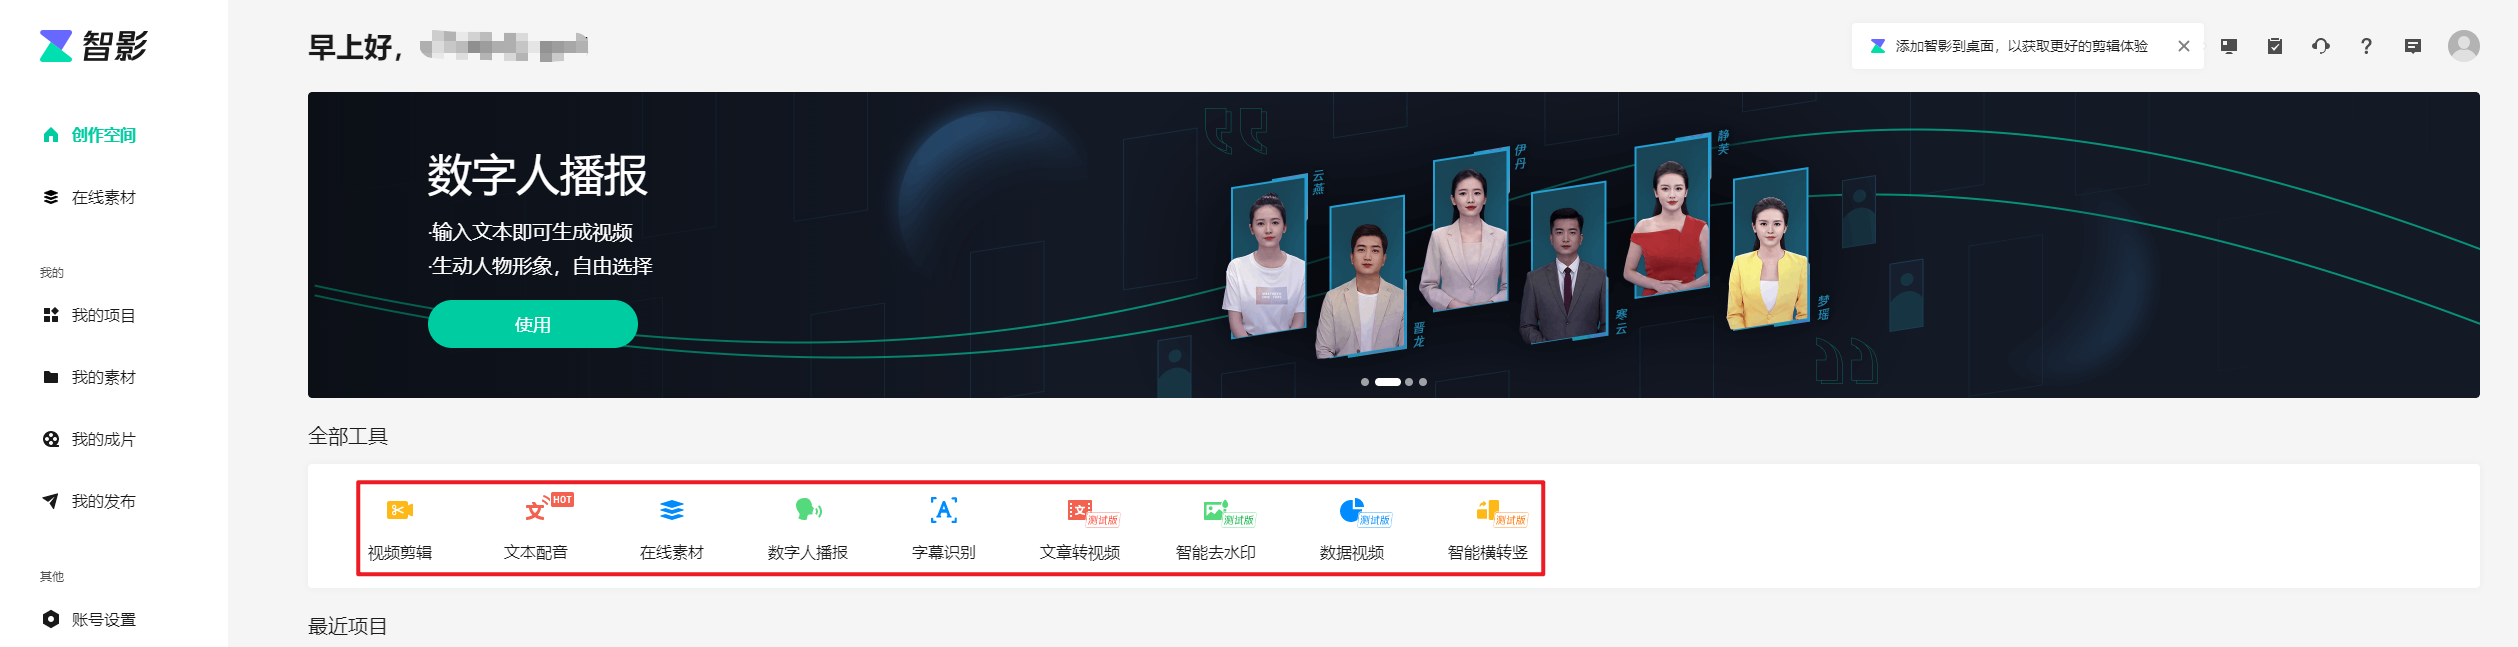 智影
早上好，
添加智影到桌面，以获取更好的剪辑体验
创作空间
在线素材
我的
我的项目
我的素材
我的成片
我的发布
其他
账号设置
数字人播报
·输入文本即可生成视频
·生动人物形象，自由选择
使用
云燕
晋龙
伊丹
寒云
静芙
梦瑶
全部工具
视频剪辑
HOT
文本配音
在线素材
数字人播报
字幕识别
测试版
文章转视频
测试版
智能去水印
测试版
数据视频
测试版
智能横转竖
最近项目